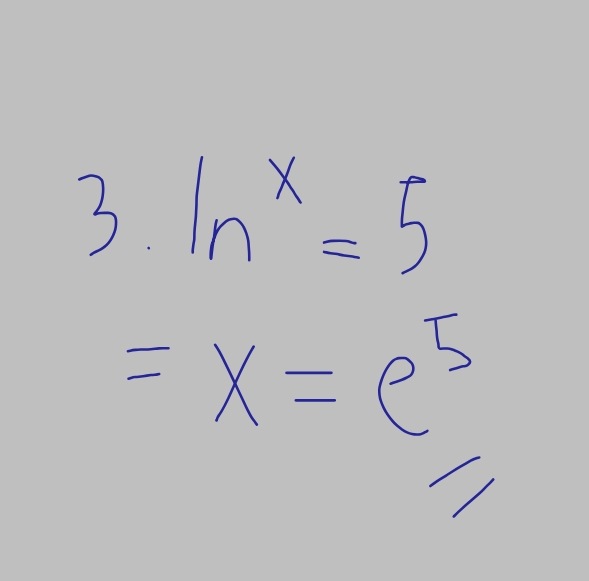 3. ln^x = 5
= x = e^5
//